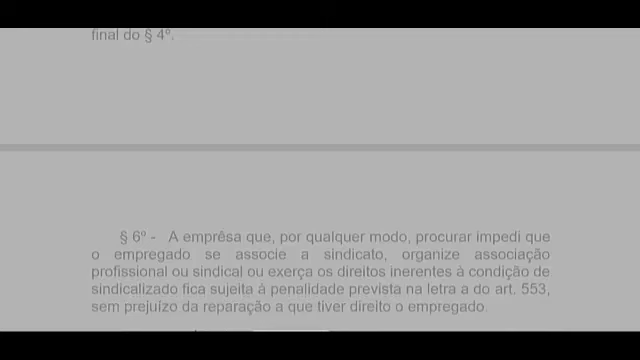 final do § 4º.
§ 6º - A emprêsa que, por qualquer modo, procurar impedi que
o empregado se associe a sindicato, organize associação
profissional ou sindical ou exerça os direitos inerentes à condição de
sindicalizado fica sujeita à penalidade prevista na letra a do art. 553,
sem prejuízo da reparação a que tiver direito o empregado.